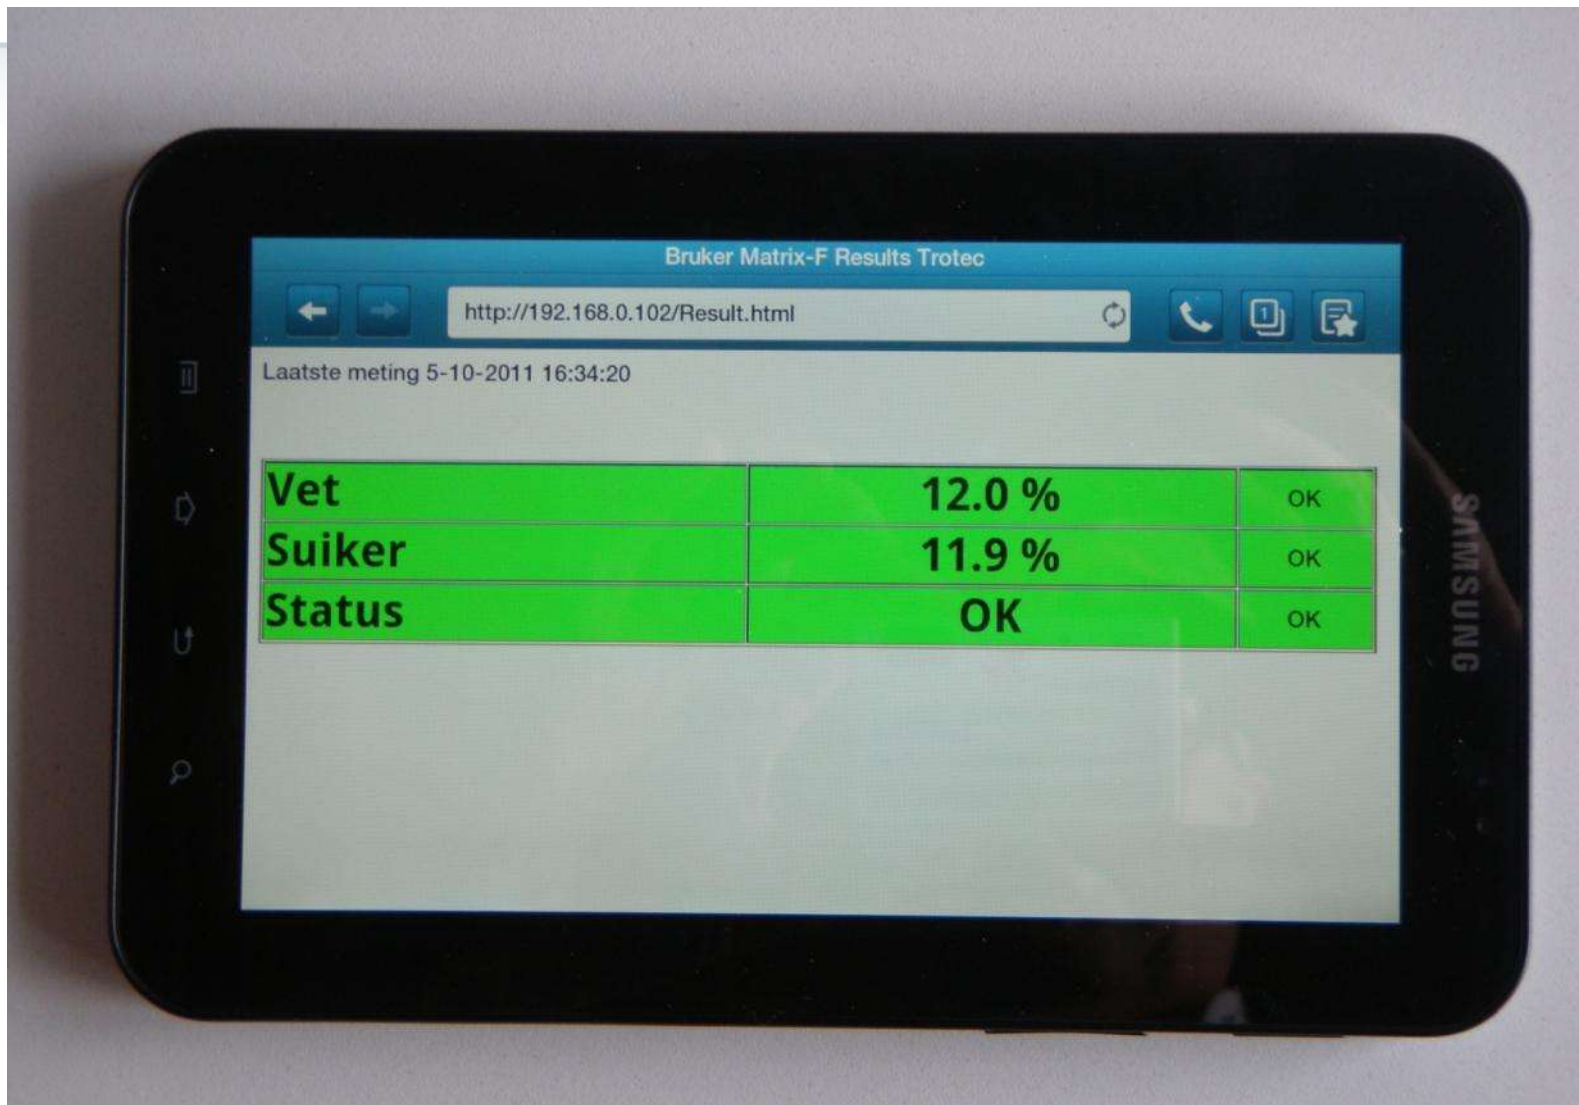 Bruker Matrix-F Results Trotec
http://192.168.0.102/Result.html
1
Laatste meting 5-10-2011 16:34:20
Vet 12.0 % OK
Suiker 11.9 % OK
Status OK OK
SAMSUNG